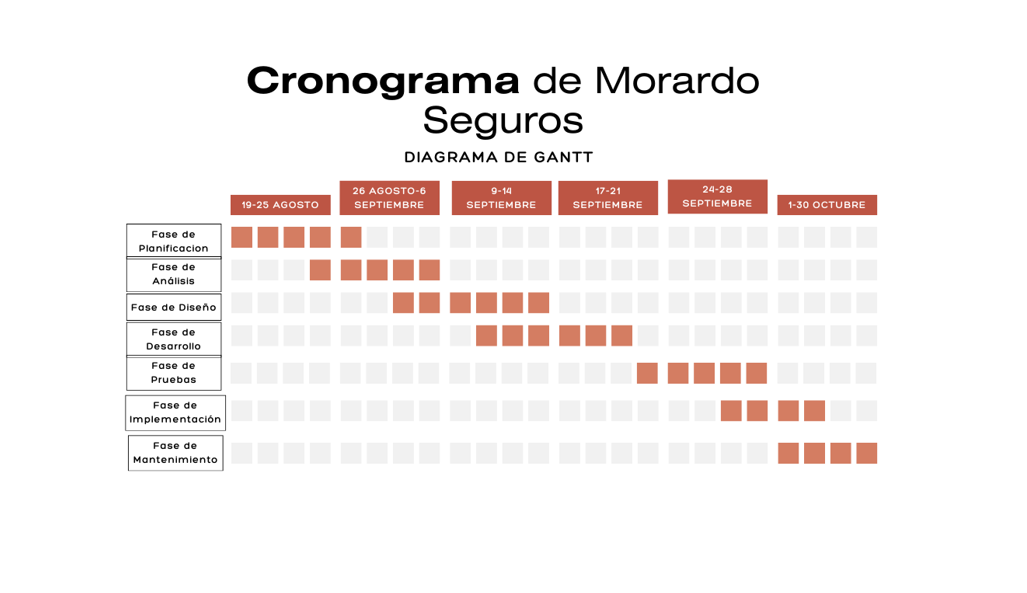 Cronograma de Morardo
Seguros
DIAGRAMA DE GANTT
19-25 AGOSTO
26 AGOSTO-6
SEPTIEMBRE
9-14
SEPTIEMBRE
17-21
SEPTIEMBRE
24-28
SEPTIEMBRE
1-30 OCTUBRE
Fase de
Planificacion
Fase de
Análisis
Fase de Diseño
Fase de
Desarrollo
Fase de
Pruebas
Fase de
Implementación
Fase de
Mantenimiento